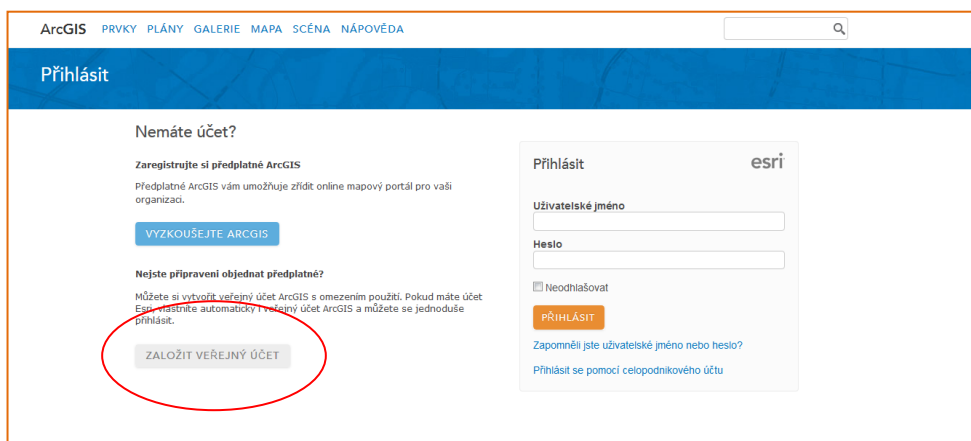 ArcGIS PRVKY PLÁNY GALERIE MAPA SCÉNA NÁPOVĚDA
Přihlásit
Nemáte účet?
Zaregistrujte si předplatné ArcGIS
Předplatné ArcGIS vám umožňuje zřídit online mapový portál pro vaši
organizaci.
VYZKOUŠEJTE ARCGIS
Nejste připraveni objednat předplatné?
Můžete si vytvořit veřejný účet ArcGIS s omezením použití. Pokud máte účet
Esri, vlastníte automaticky i veřejný účet ArcGIS a můžete se jednoduše
přihlásit.
ZALOŽIT VEŘEJNÝ ÚČET
Přihlásit esri
Uživatelské jméno
Heslo
Neodhlašovat
PŘIHLÁSIT
Zapomněli jste uživatelské jméno nebo heslo?
Přihlásit se pomocí celopodnikového účtu